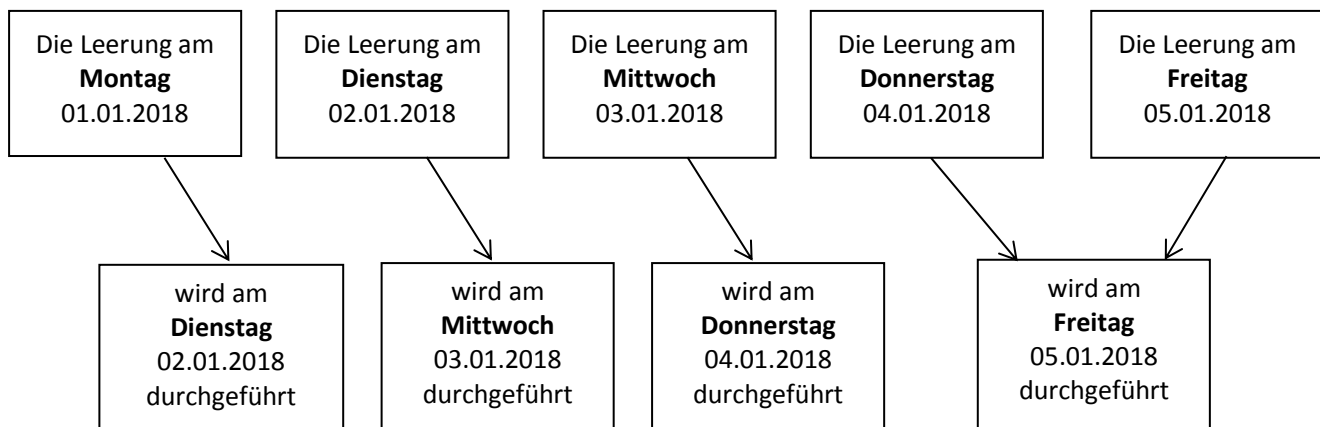 Die Leerung am
Montag
01.01.2018
Die Leerung am
Dienstag
02.01.2018
Die Leerung am
Mittwoch
03.01.2018
Die Leerung am
Donnerstag
04.01.2018
Die Leerung am
Freitag
05.01.2018
wird am
Dienstag
02.01.2018
durchgeführt
wird am
Mittwoch
03.01.2018
durchgeführt
wird am
Donnerstag
04.01.2018
durchgeführt
wird am
Freitag
05.01.2018
durchgeführt